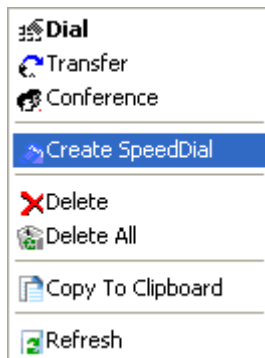 Dial
Transfer
Conference
Create SpeedDial
Delete
Delete All
Copy To Clipboard
Refresh